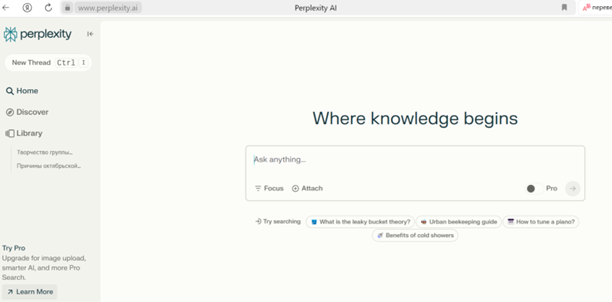 www.perplexity.ai
Perplexity AI
перев
perplexity
New Thread Ctrl I
Home
Discover
Library
Творчество группы...
Причины октябрьской...
Where knowledge begins
Ask anything...
Focus Attach Pro
Try searching What is the leaky bucket theory? Urban beekeeping guide How to tune a piano?
Benefits of cold showers
Try Pro
Upgrade for image upload,
smarter AI, and more Pro
Search.
Learn More